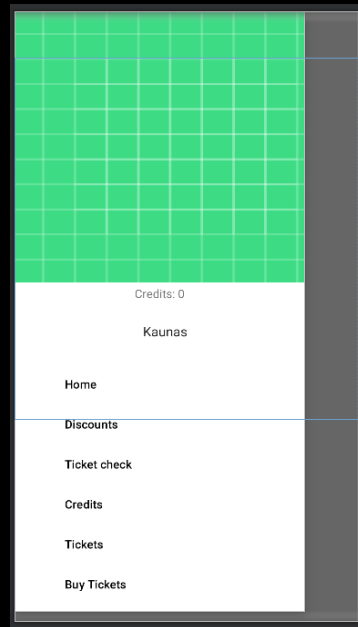 Credits: 0
Kaunas
Home
Discounts
Ticket check
Credits
Tickets
Buy Tickets